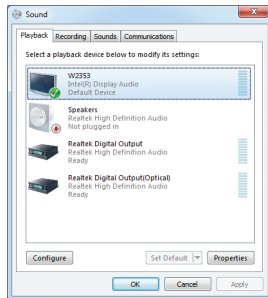 Sound
Playback Recording Sounds Communications
Select a playback device below to modify its settings:
W2353
Intel(R) Display Audio
Default Device
Speakers
Realtek High Definition Audio
Not plugged in
Realtek Digital Output
Realtek High Definition Audio
Ready
Realtek Digital Output(Optical)
Realtek High Definition Audio
Ready
Configure Set Default Properties
OK Cancel Apply